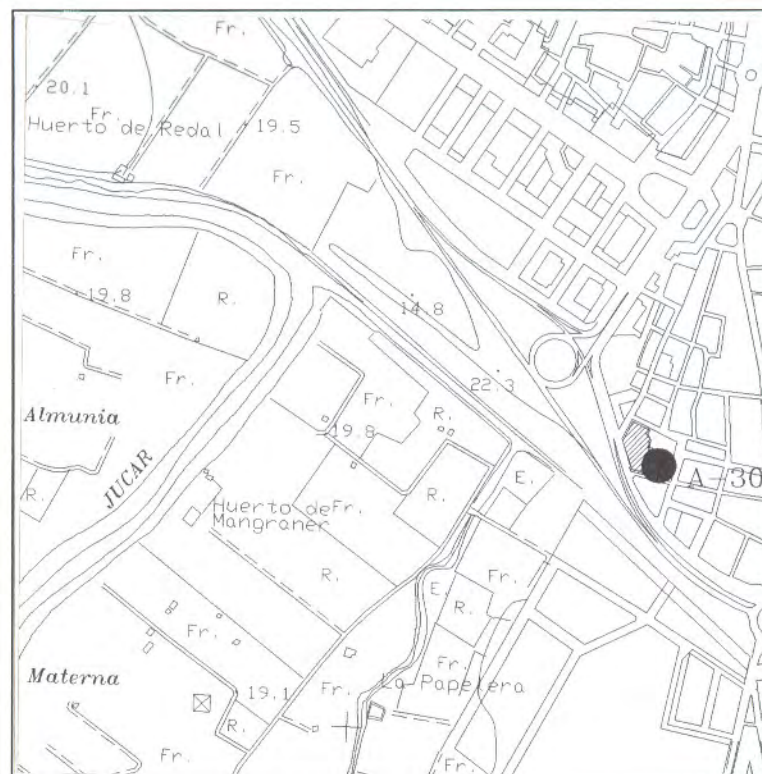 Fr.
20.1
Fr.
Huerto de Redal
19.5
Fr.
Fr.
19.8
R.
14.8
22.3
Fr.
Almunia
Fr.
R.
19.8
A-30
JUCAR
R.
R.
E.
Huerto de
Mangraner
Fr.
R.
Fr.
E.
R.
Fr.
Materna
Fr.
La Papelera
19.1
Fr.
R.
Fr.
Fr.